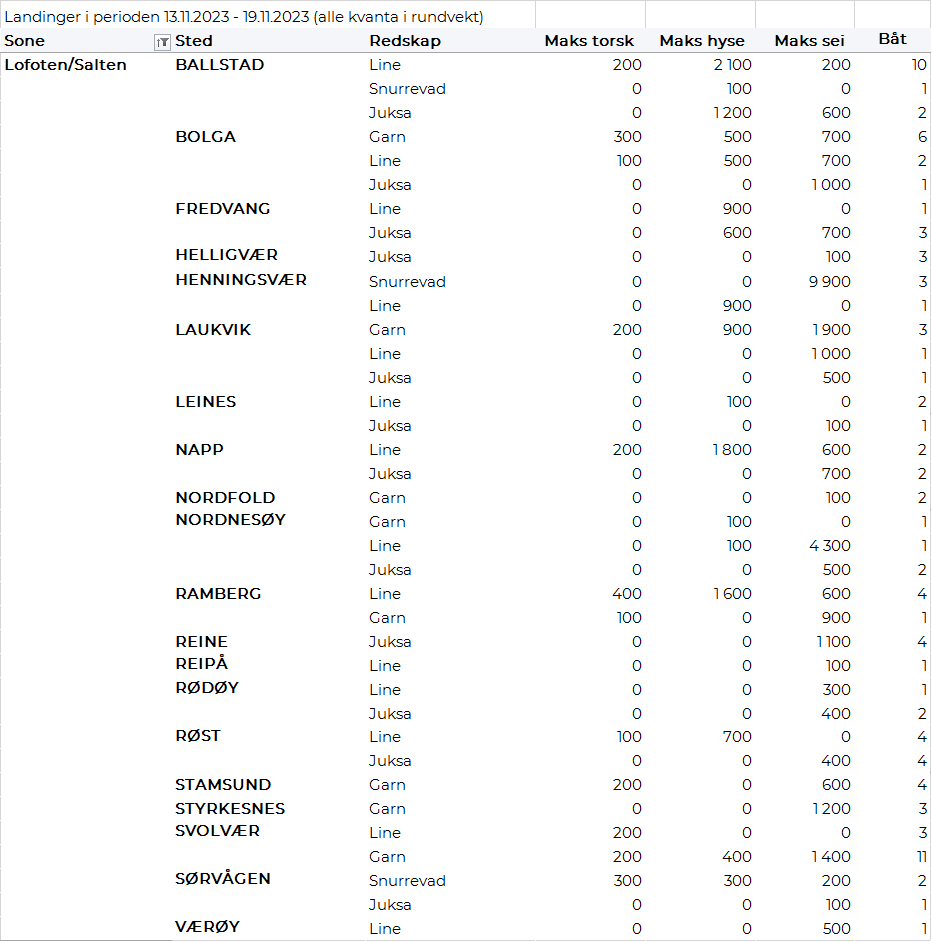 Landinger i perioden 13.11.2023 - 19.11.2023 (alle kvanta i rundvekt)
Sone Sted Redskap Maks torsk Maks hyse Maks sei Båt
Lofoten/Salten BALLSTAD Line 200 2 100 200 10
Snurrevad 0 100 0 1
Juksa 0 1 200 600 2
BOLGA Garn 300 500 700 6
Line 100 500 700 2
Juksa 0 0 1 000 1
FREDVANG Line 0 900 0 1
Juksa 0 600 700 3
HELLIGVÆR Juksa 0 0 100 3
HENNINGSVÆR Snurrevad 0 0 9 900 3
Line 0 900 0 1
LAUKVIK Garn 200 900 1 900 3
Line 0 0 1 000 1
Juksa 0 0 500 1
LEINES Line 0 100 0 2
Juksa 0 0 100 1
NAPP Line 200 1 800 600 2
Juksa 0 0 700 2
NORDFOLD Garn 0 0 100 2
NORDNESØY Garn 0 100 0 1
Line 0 100 4 300 1
Juksa 0 0 500 2
RAMBERG Line 400 1 600 600 4
Garn 100 0 900 1
REINE Juksa 0 0 1 100 4
REIPÅ Line 0 0 100 1
RØDØY Line 0 0 300 1
Juksa 0 0 400 2
RØST Line 100 700 0 4
Juksa 0 0 400 4
STAMSUND Garn 200 0 600 4
STYRKESNES Garn 0 0 1 200 3
SVOLVÆR Line 200 0 0 3
Garn 200 400 1 400 11
SØRVÅGEN Snurrevad 300 300 200 2
Juksa 0 0 100 1
VÆRØY Line 0 0 500 1